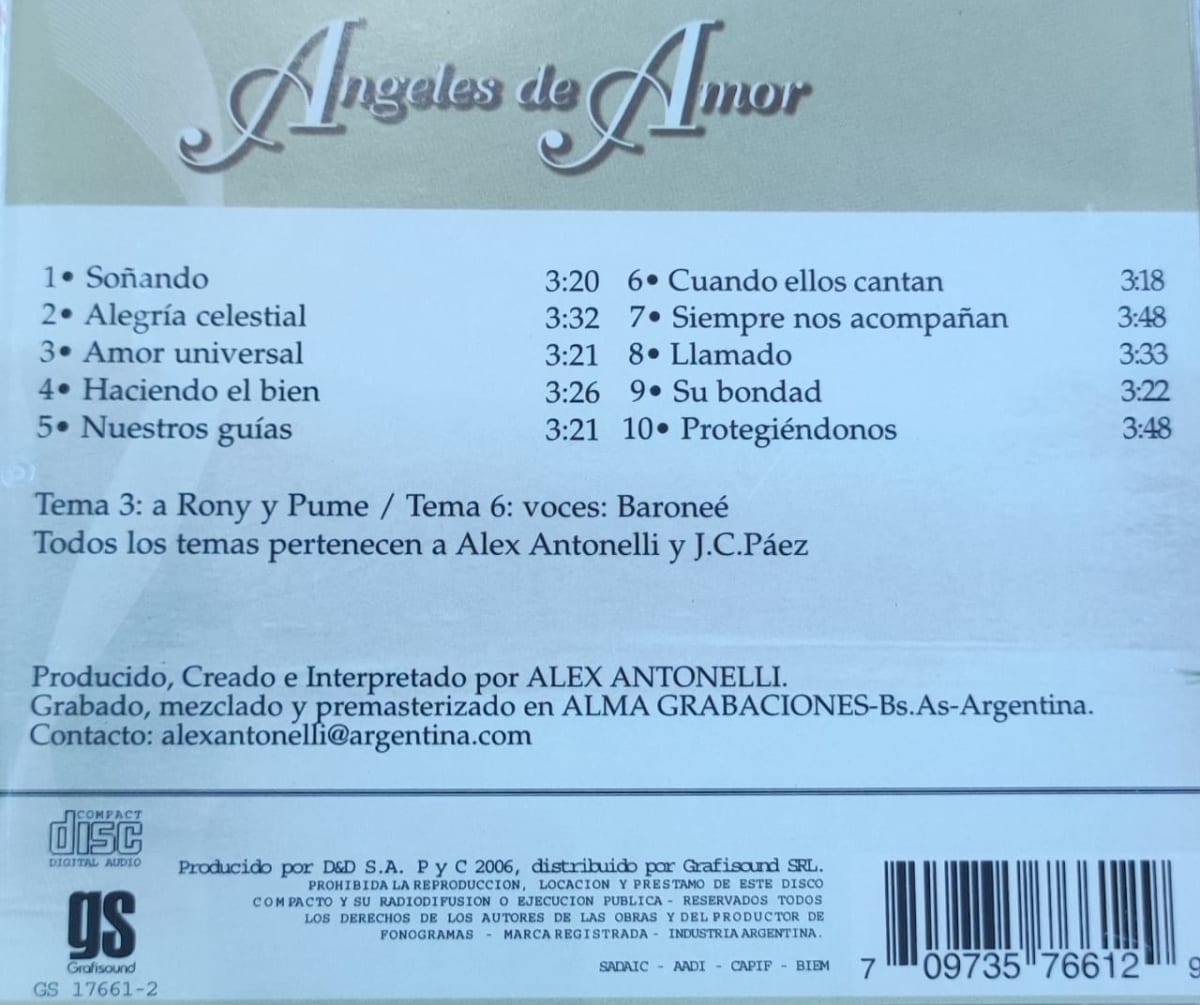 Angeles de Amor
1• Soñando 3:20
2• Alegría celestial 3:32
3• Amor universal 3:21
4• Haciendo el bien 3:26
5• Nuestros guías 3:21
6• Cuando ellos cantan 3:18
7• Siempre nos acompañan 3:48
8• Llamado 3:33
9• Su bondad 3:22
10• Protegiéndonos 3:48
Tema 3: a Rony y Pume / Tema 6: voces: Baroneé
Todos los temas pertenecen a Alex Antonelli y J.C.Páez
Producido, Creado e Interpretado por ALEX ANTONELLI.
Grabado, mezclado y premasterizado en ALMA GRABACIONES-Bs.As-Argentina.
Contacto: alexantonelli@argentina.com
COMPACT
disc
DIGITAL AUDIO
gs
Grafisound
GS 17661-2
Producido por D&D S.A. P y C 2006, distribuido por Grafisound SRL.
PROHIBIDA LA REPRODUCCION, LOCACION Y PRESTAMO DE ESTE DISCO
COMPACTO Y SU RADIODIFUSION O EJECUCION PUBLICA - RESERVADOS TODOS
LOS DERECHOS DE LOS AUTORES DE LAS OBRAS Y DEL PRODUCTOR DE
FONOGRAMAS - MARCA REGISTRADA - INDUSTRIA ARGENTINA.
SADAIC - AADI - CAPIF - BIEM
7 09735 76612 9